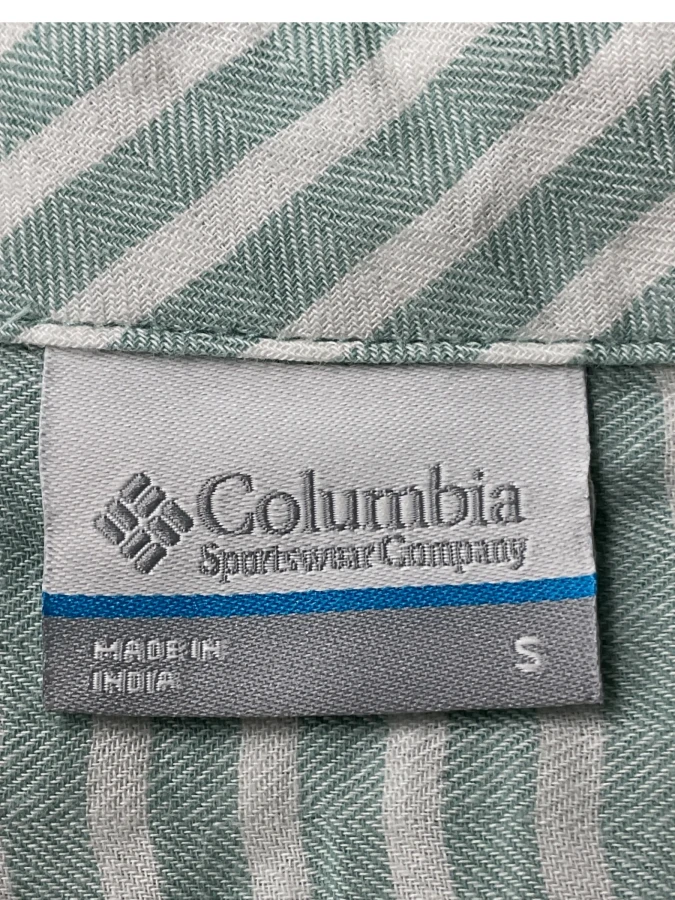 Columbia
Sportswear Company
MADE IN
INDIA
S